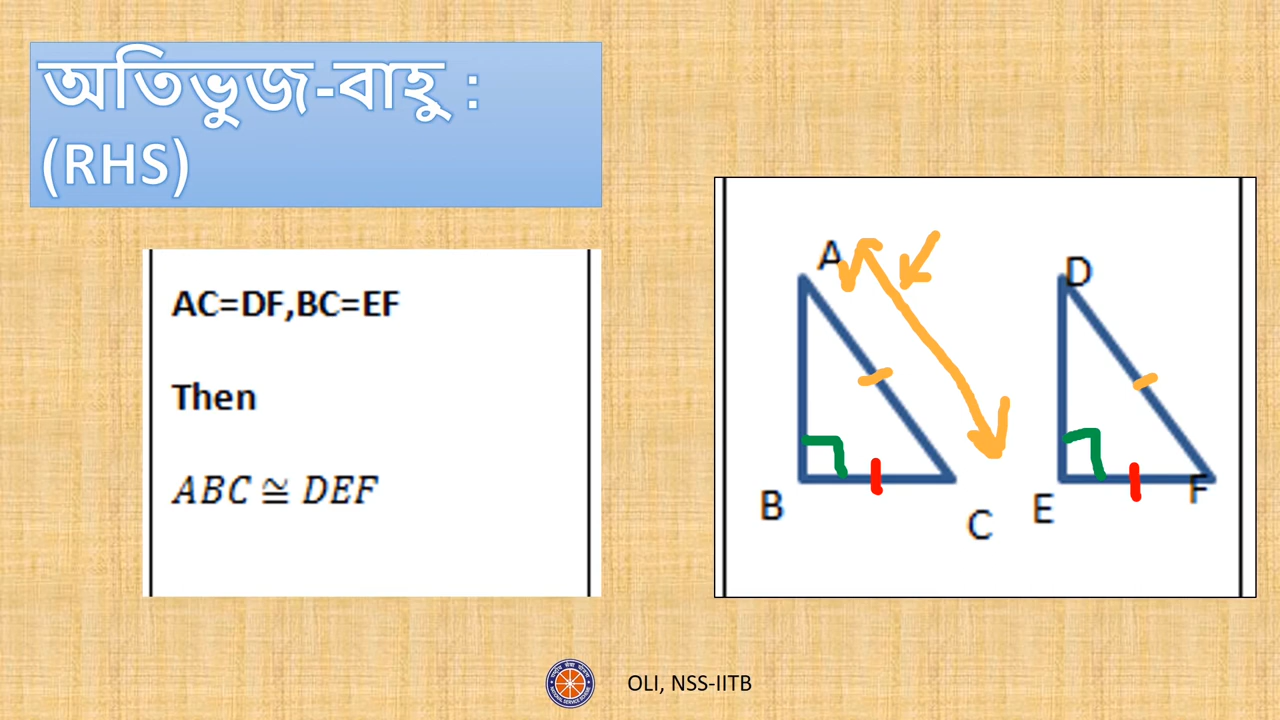 অতিভুজ-বাহু :
(RHS)
AC=DF,BC=EF
Then
ABC ≅ DEF
A
B
C
D
E
F
OLI, NSS-IITB